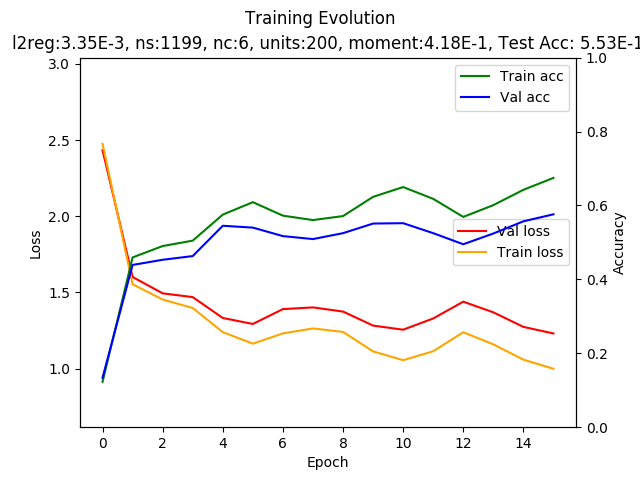 Training Evolution
l2reg:3.35E-3, ns:1199, nc:6, units:200, moment:4.18E-1, Test Acc: 5.53E-1
Train acc
Val acc
Val loss
Train loss
Loss
3.0
2.5
2.0
1.5
1.0
Accuracy
1.0
0.8
0.6
0.4
0.2
0.0
0 2 4 6 8 10 12 14
Epoch